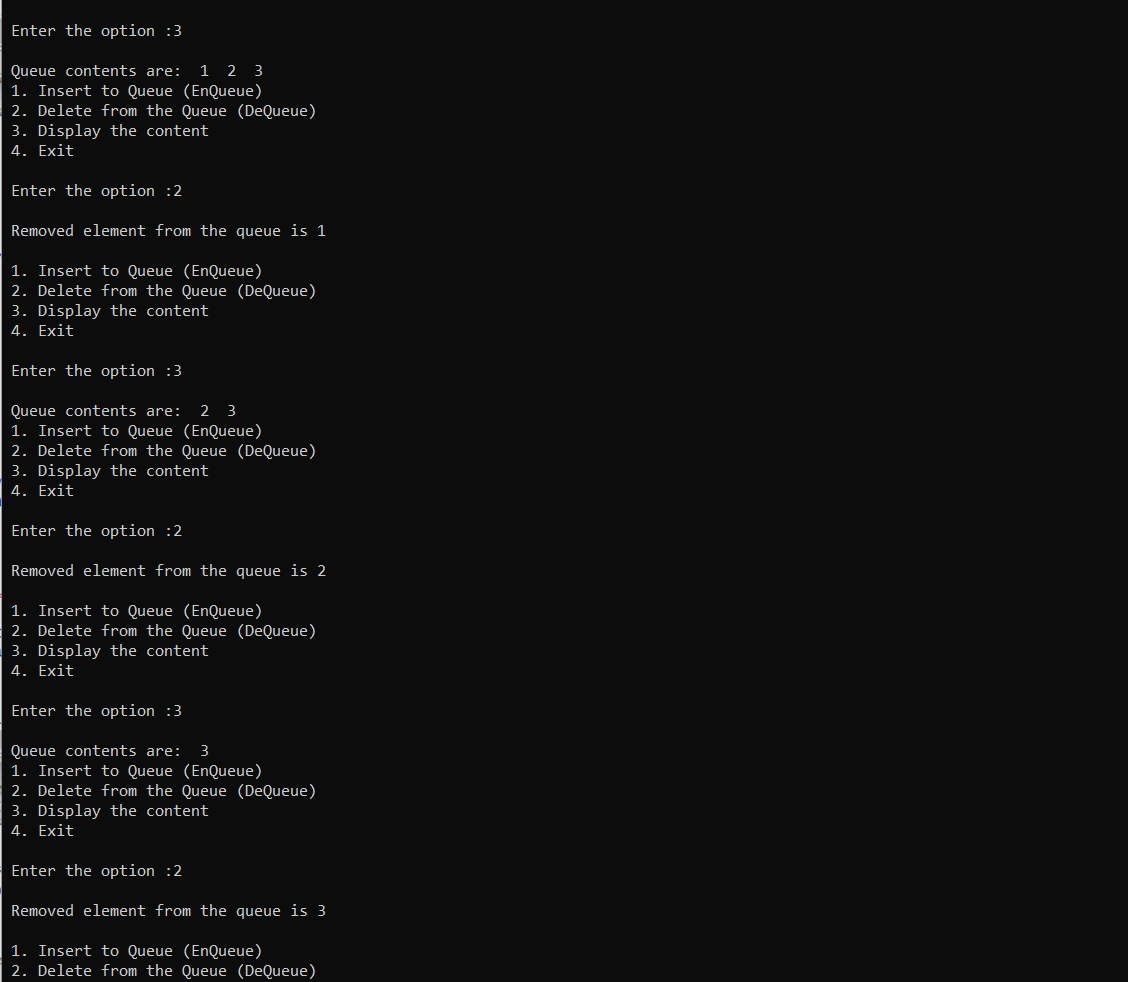 Enter the option :3
Queue contents are:  1  2  3
1. Insert to Queue (EnQueue)
2. Delete from the Queue (DeQueue)
3. Display the content
4. Exit
Enter the option :2
Removed element from the queue is 1
1. Insert to Queue (EnQueue)
2. Delete from the Queue (DeQueue)
3. Display the content
4. Exit
Enter the option :3
Queue contents are:  2  3
1. Insert to Queue (EnQueue)
2. Delete from the Queue (DeQueue)
3. Display the content
4. Exit
Enter the option :2
Removed element from the queue is 2
1. Insert to Queue (EnQueue)
2. Delete from the Queue (DeQueue)
3. Display the content
4. Exit
Enter the option :3
Queue contents are:  3
1. Insert to Queue (EnQueue)
2. Delete from the Queue (DeQueue)
3. Display the content
4. Exit
Enter the option :2
Removed element from the queue is 3
1. Insert to Queue (EnQueue)
2. Delete from the Queue (DeQueue)